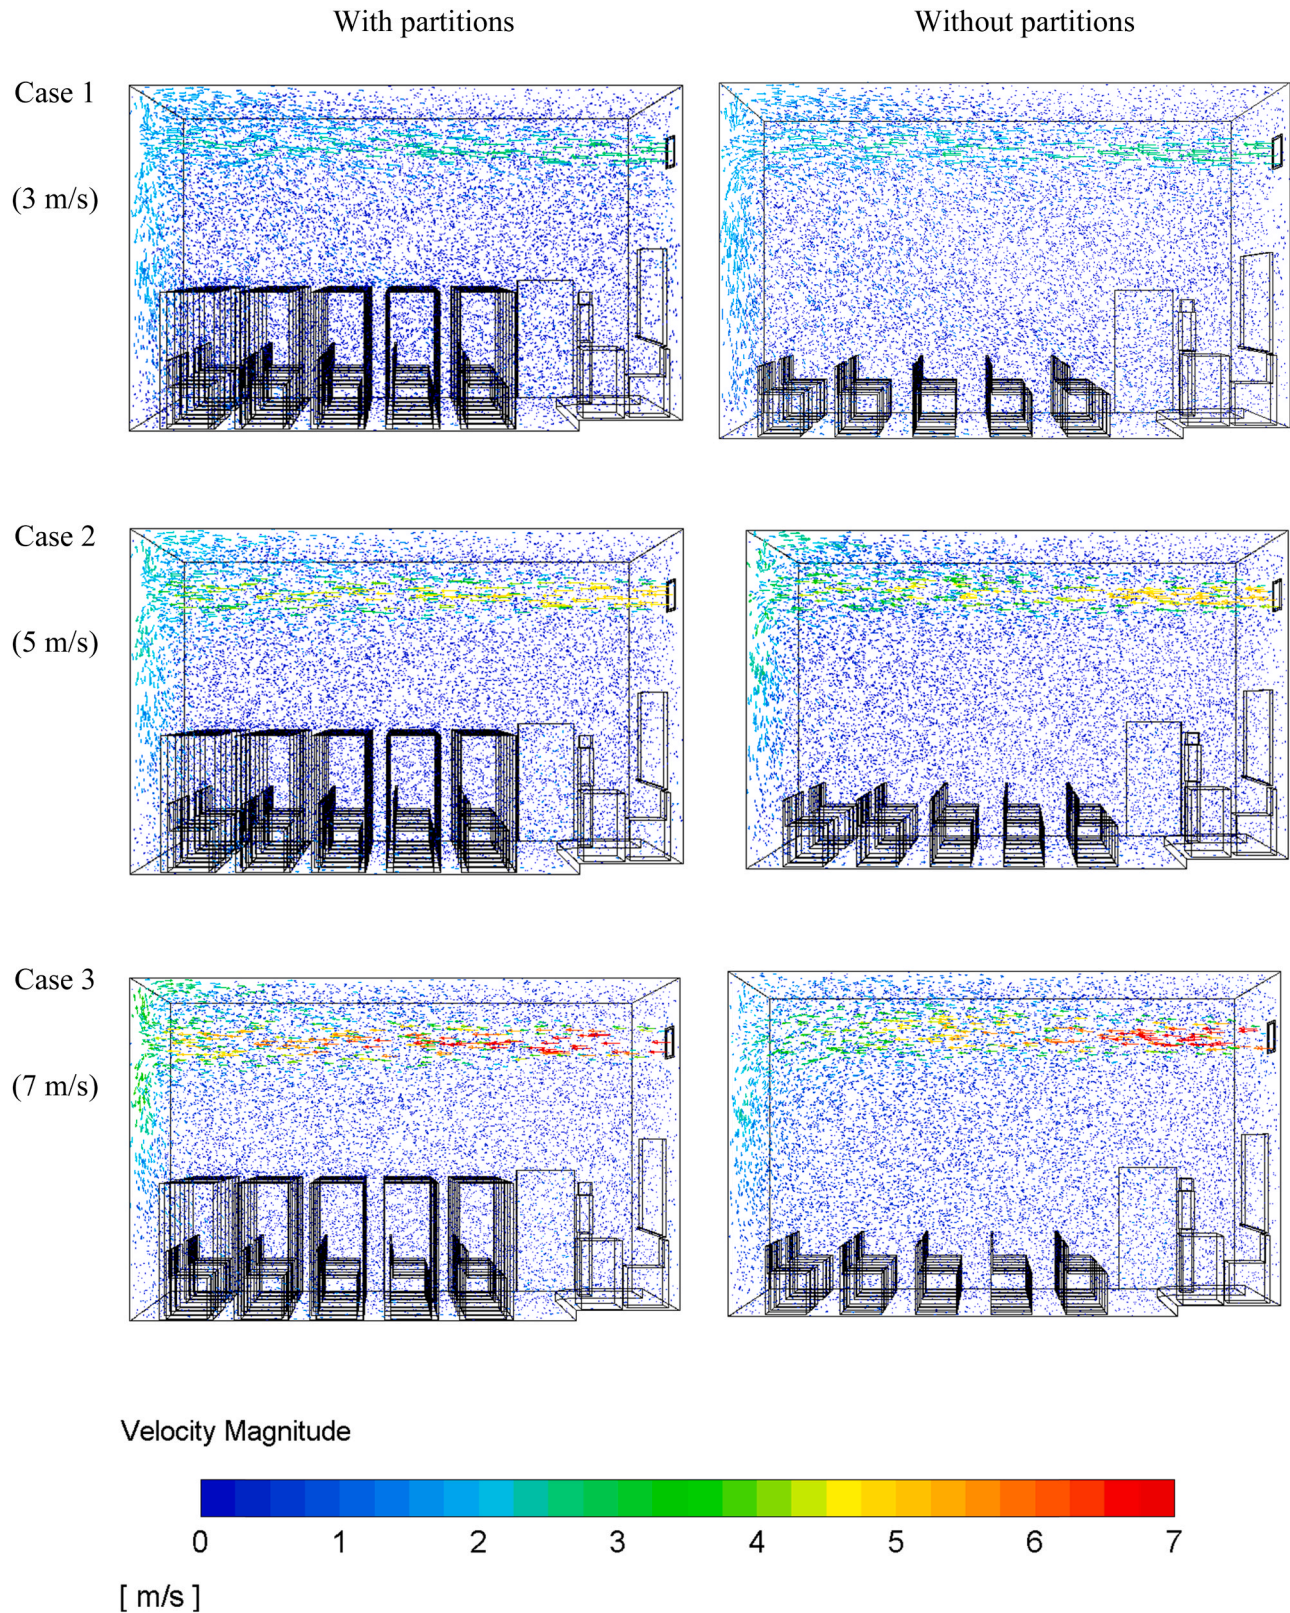 With partitions
Without partitions
Case 1
(3 m/s)
Case 2
(5 m/s)
Case 3
(7 m/s)
Velocity Magnitude
0 1 2 3 4 5 6 7
[ m/s ]